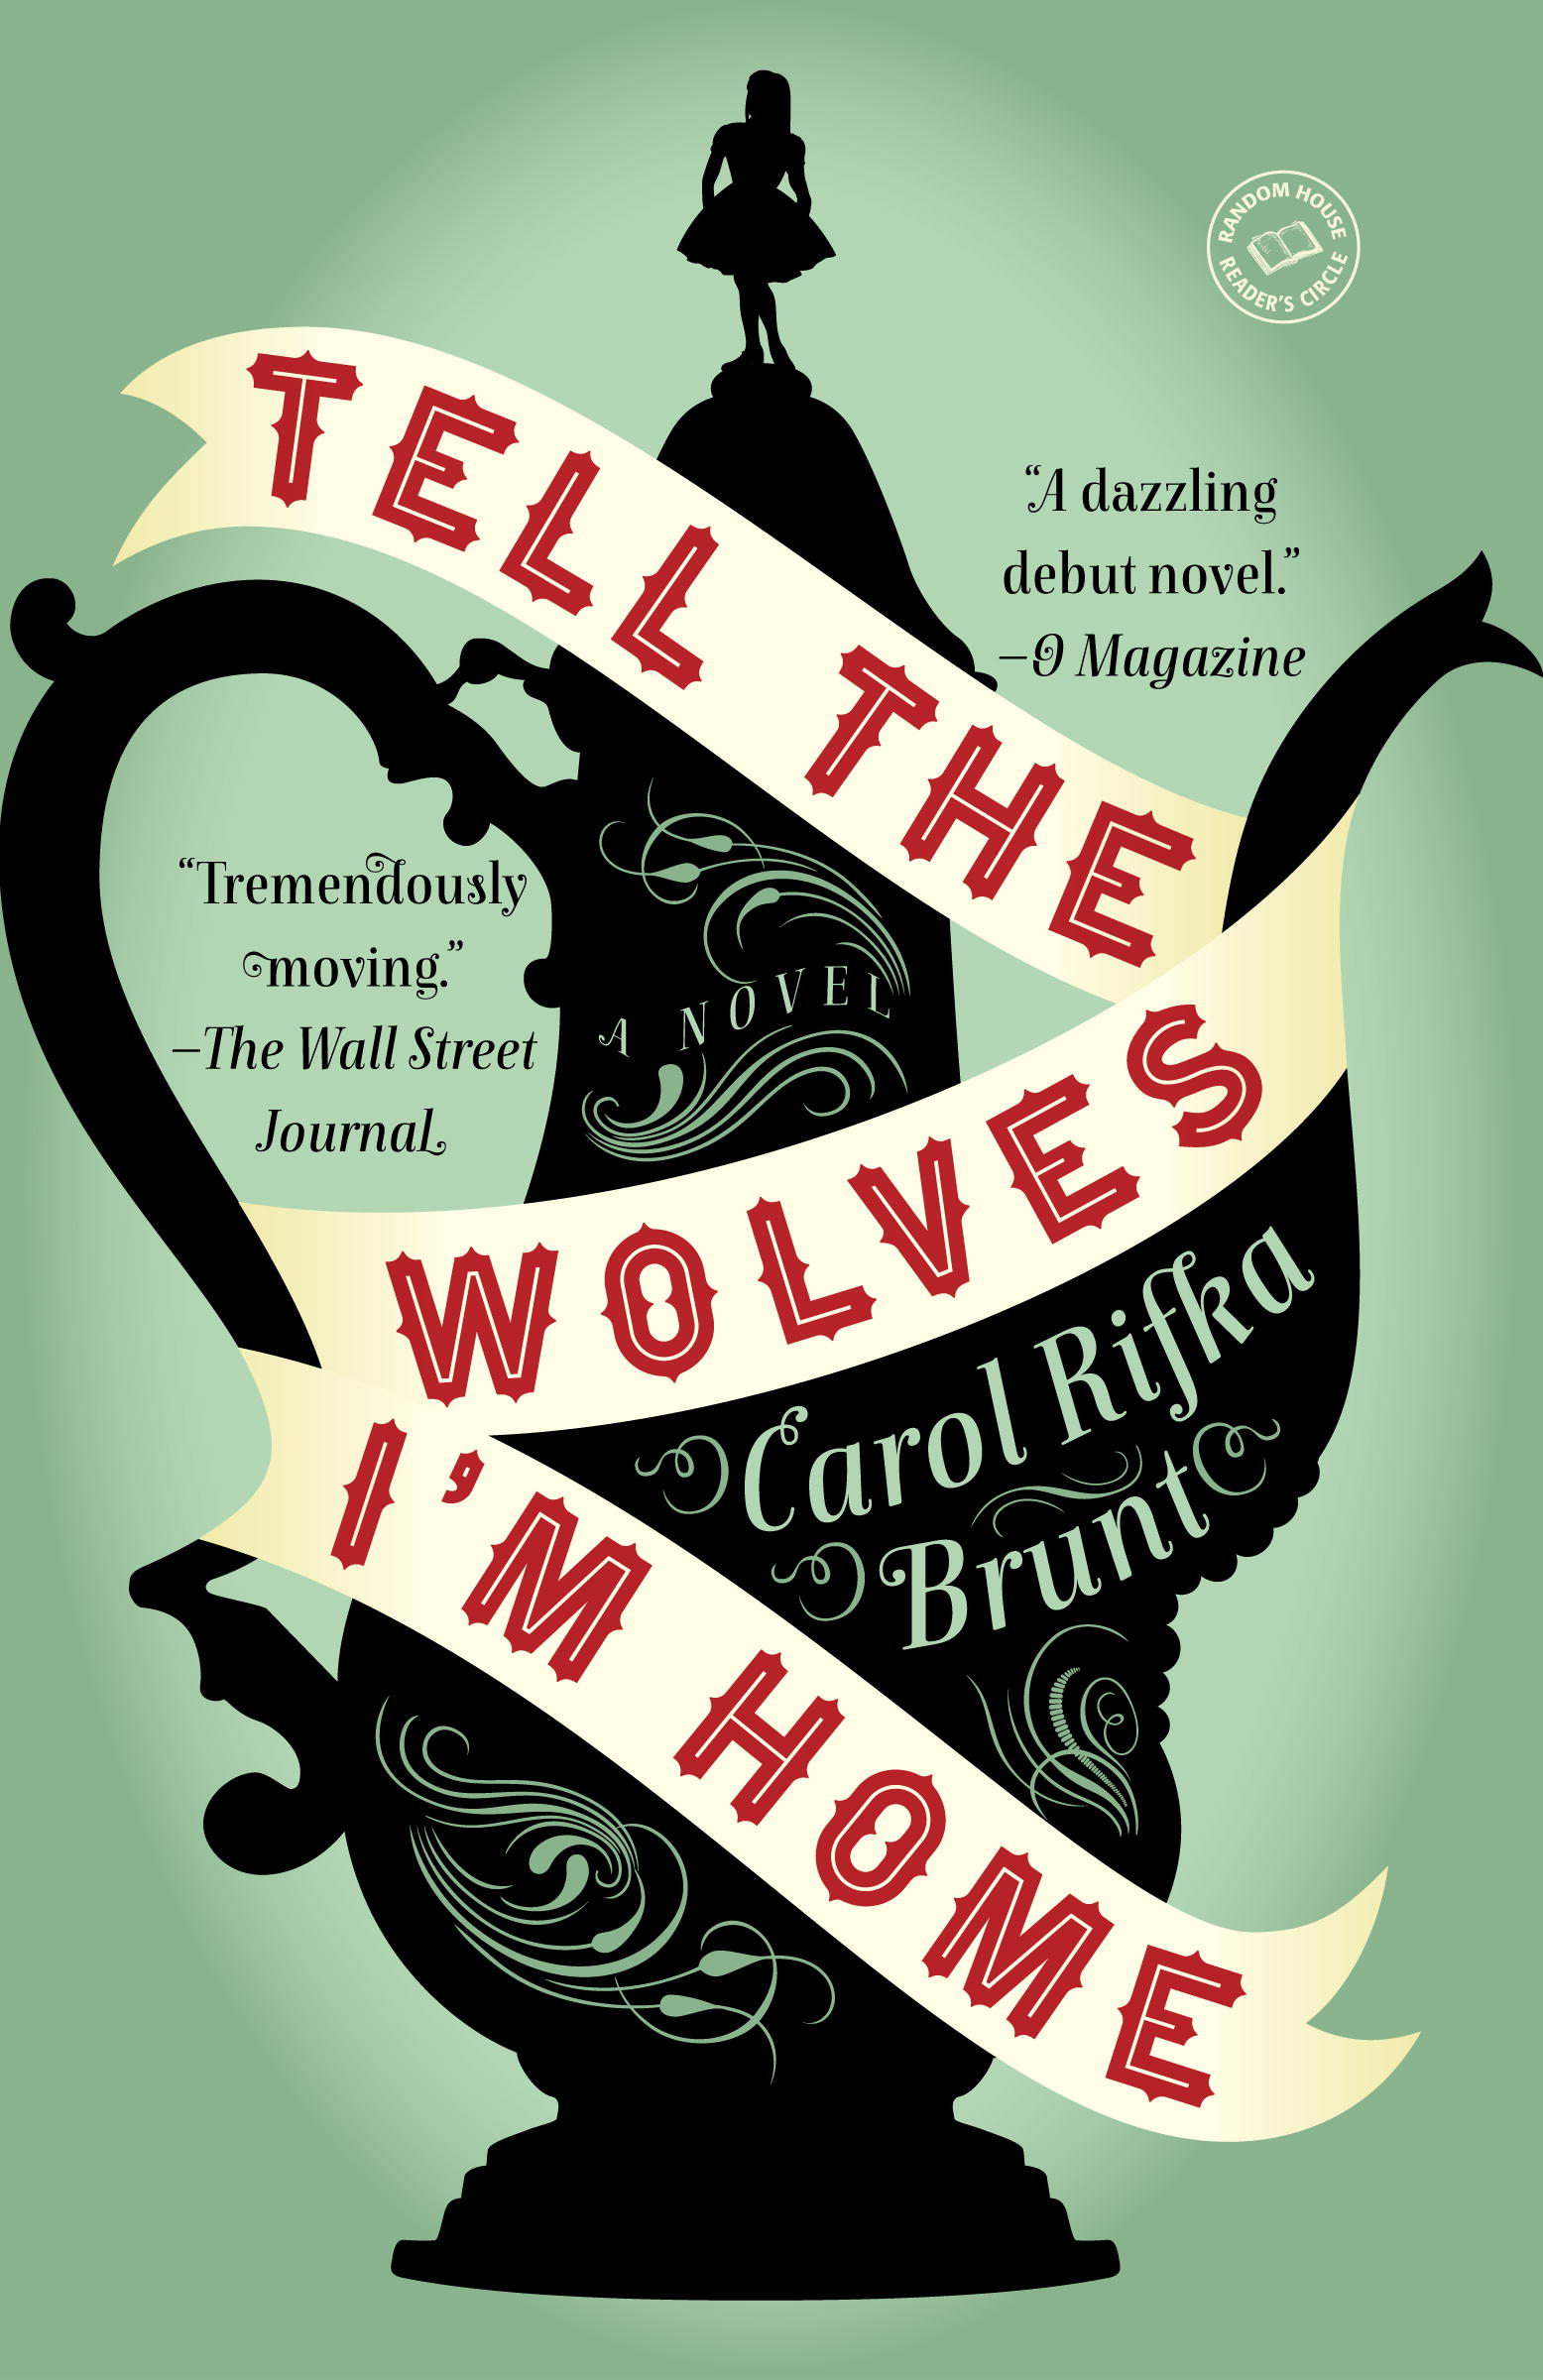 RANDOM HOUSE
READER'S CIRCLE
TELL THE
“A dazzling
debut novel.”
—O Magazine
“Tremendously
moving.”
—The Wall Street
Journal
A NOVEL
WOLVES
Carol Rifka
Brunt
I’M HOME